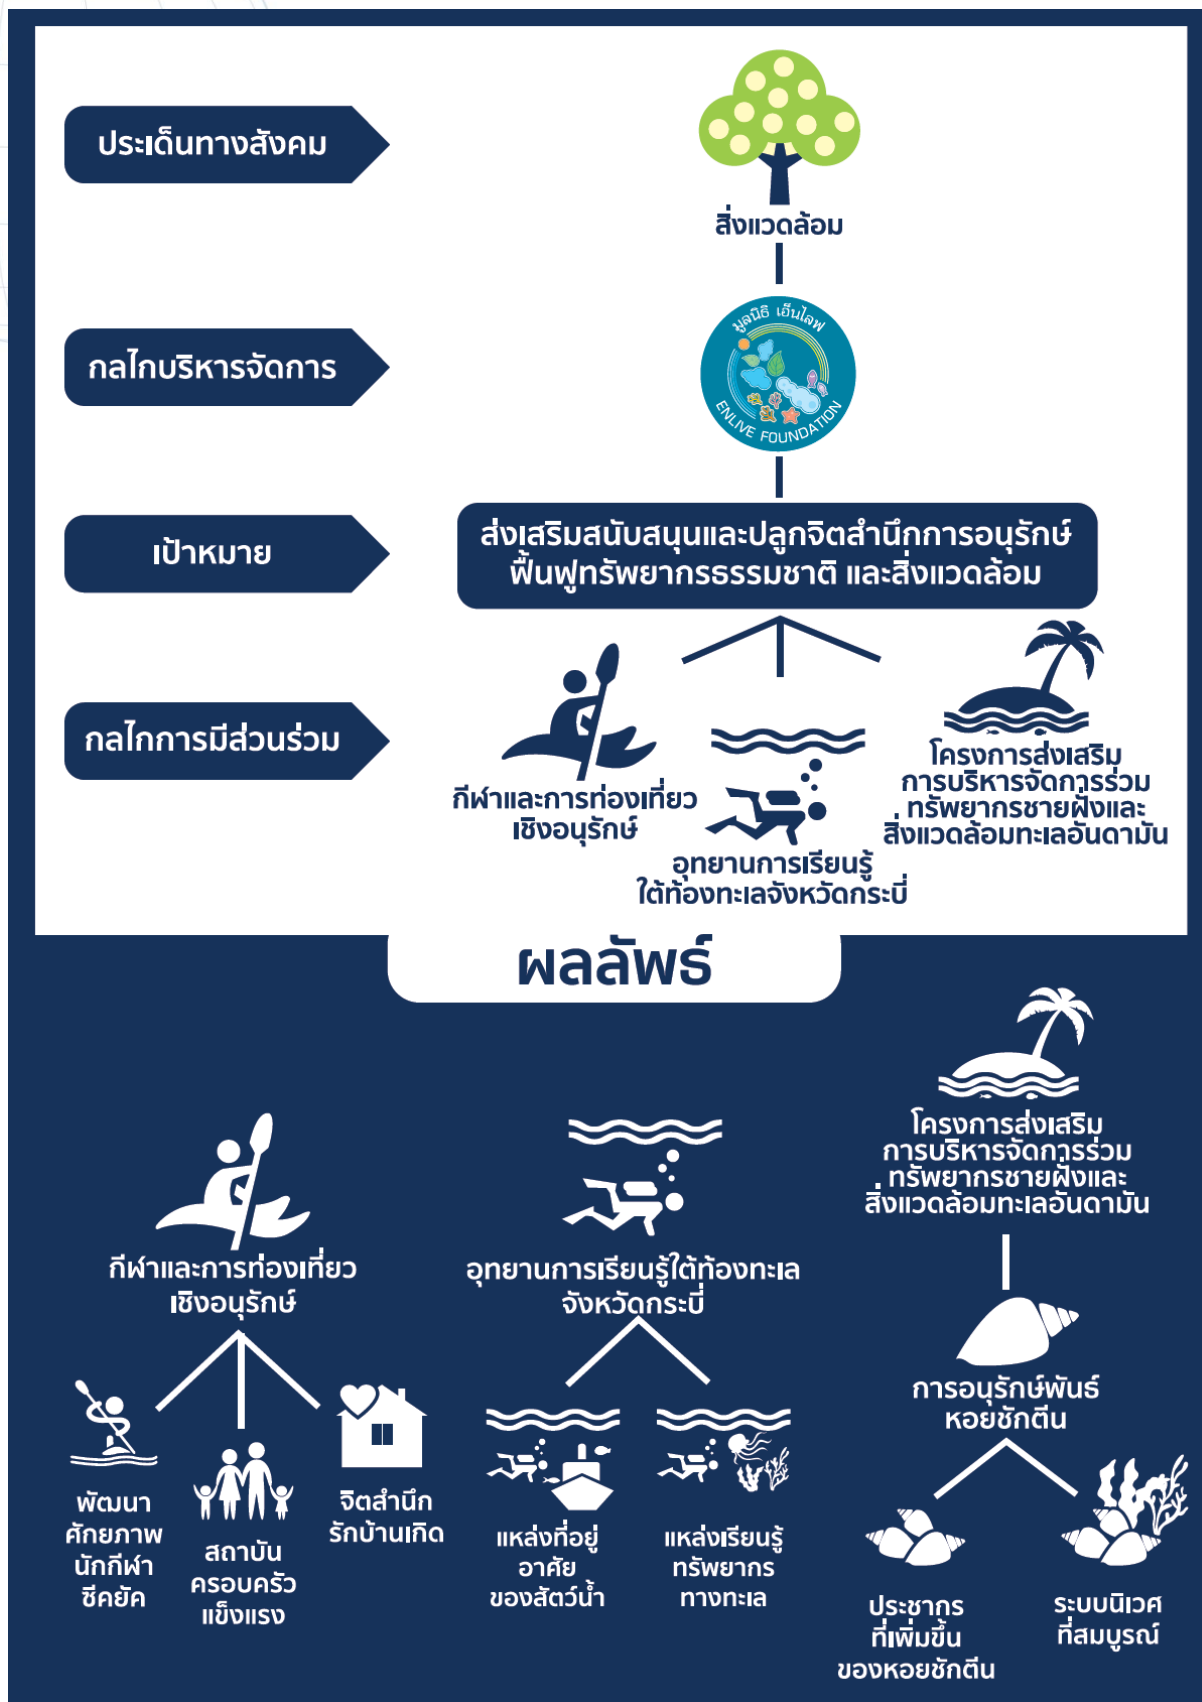 ประเด็นทางสังคม
สิ่งแวดล้อม
กลไกบริหารจัดการ
มูลนิธิ เอ็นไลฟ
ENLIVE FOUNDATION
เป้าหมาย
ส่งเสริมสนับสนุนและปลูกจิตสำนึกการอนุรักษ์
ฟื้นฟูทรัพยากรธรรมชาติ และสิ่งแวดล้อม
กลไกการมีส่วนร่วม
กีฬาและการท่องเที่ยว
เชิงอนุรักษ์
อุทยานการเรียนรู้
ใต้ท้องทะเลจังหวัดกระบี่
โครงการส่งเสริม
การบริหารจัดการร่วม
ทรัพยากรชายฝั่งและ
สิ่งแวดล้อมทะเลอันดามัน
ผลลัพธ์
กีฬาและการท่องเที่ยว
เชิงอนุรักษ์
พัฒนา
ศักยภาพ
นักกีฬา
ซีคยัค
สถาบัน
ครอบครัว
แข็งแรง
จิตสำนึก
รักบ้านเกิด
อุทยานการเรียนรู้ใต้ท้องทะเล
จังหวัดกระบี่
แหล่งที่อยู่
อาศัย
ของสัตว์น้ำ
แหล่งเรียนรู้
ทรัพยากร
ทางทะเล
โครงการส่งเสริม
การบริหารจัดการร่วม
ทรัพยากรชายฝั่งและ
สิ่งแวดล้อมทะเลอันดามัน
การอนุรักษ์พันธ์
หอยชักตีน
ประชากร
ที่เพิ่มขึ้น
ของหอยชักตีน
ระบบนิเวศ
ที่สมบูรณ์